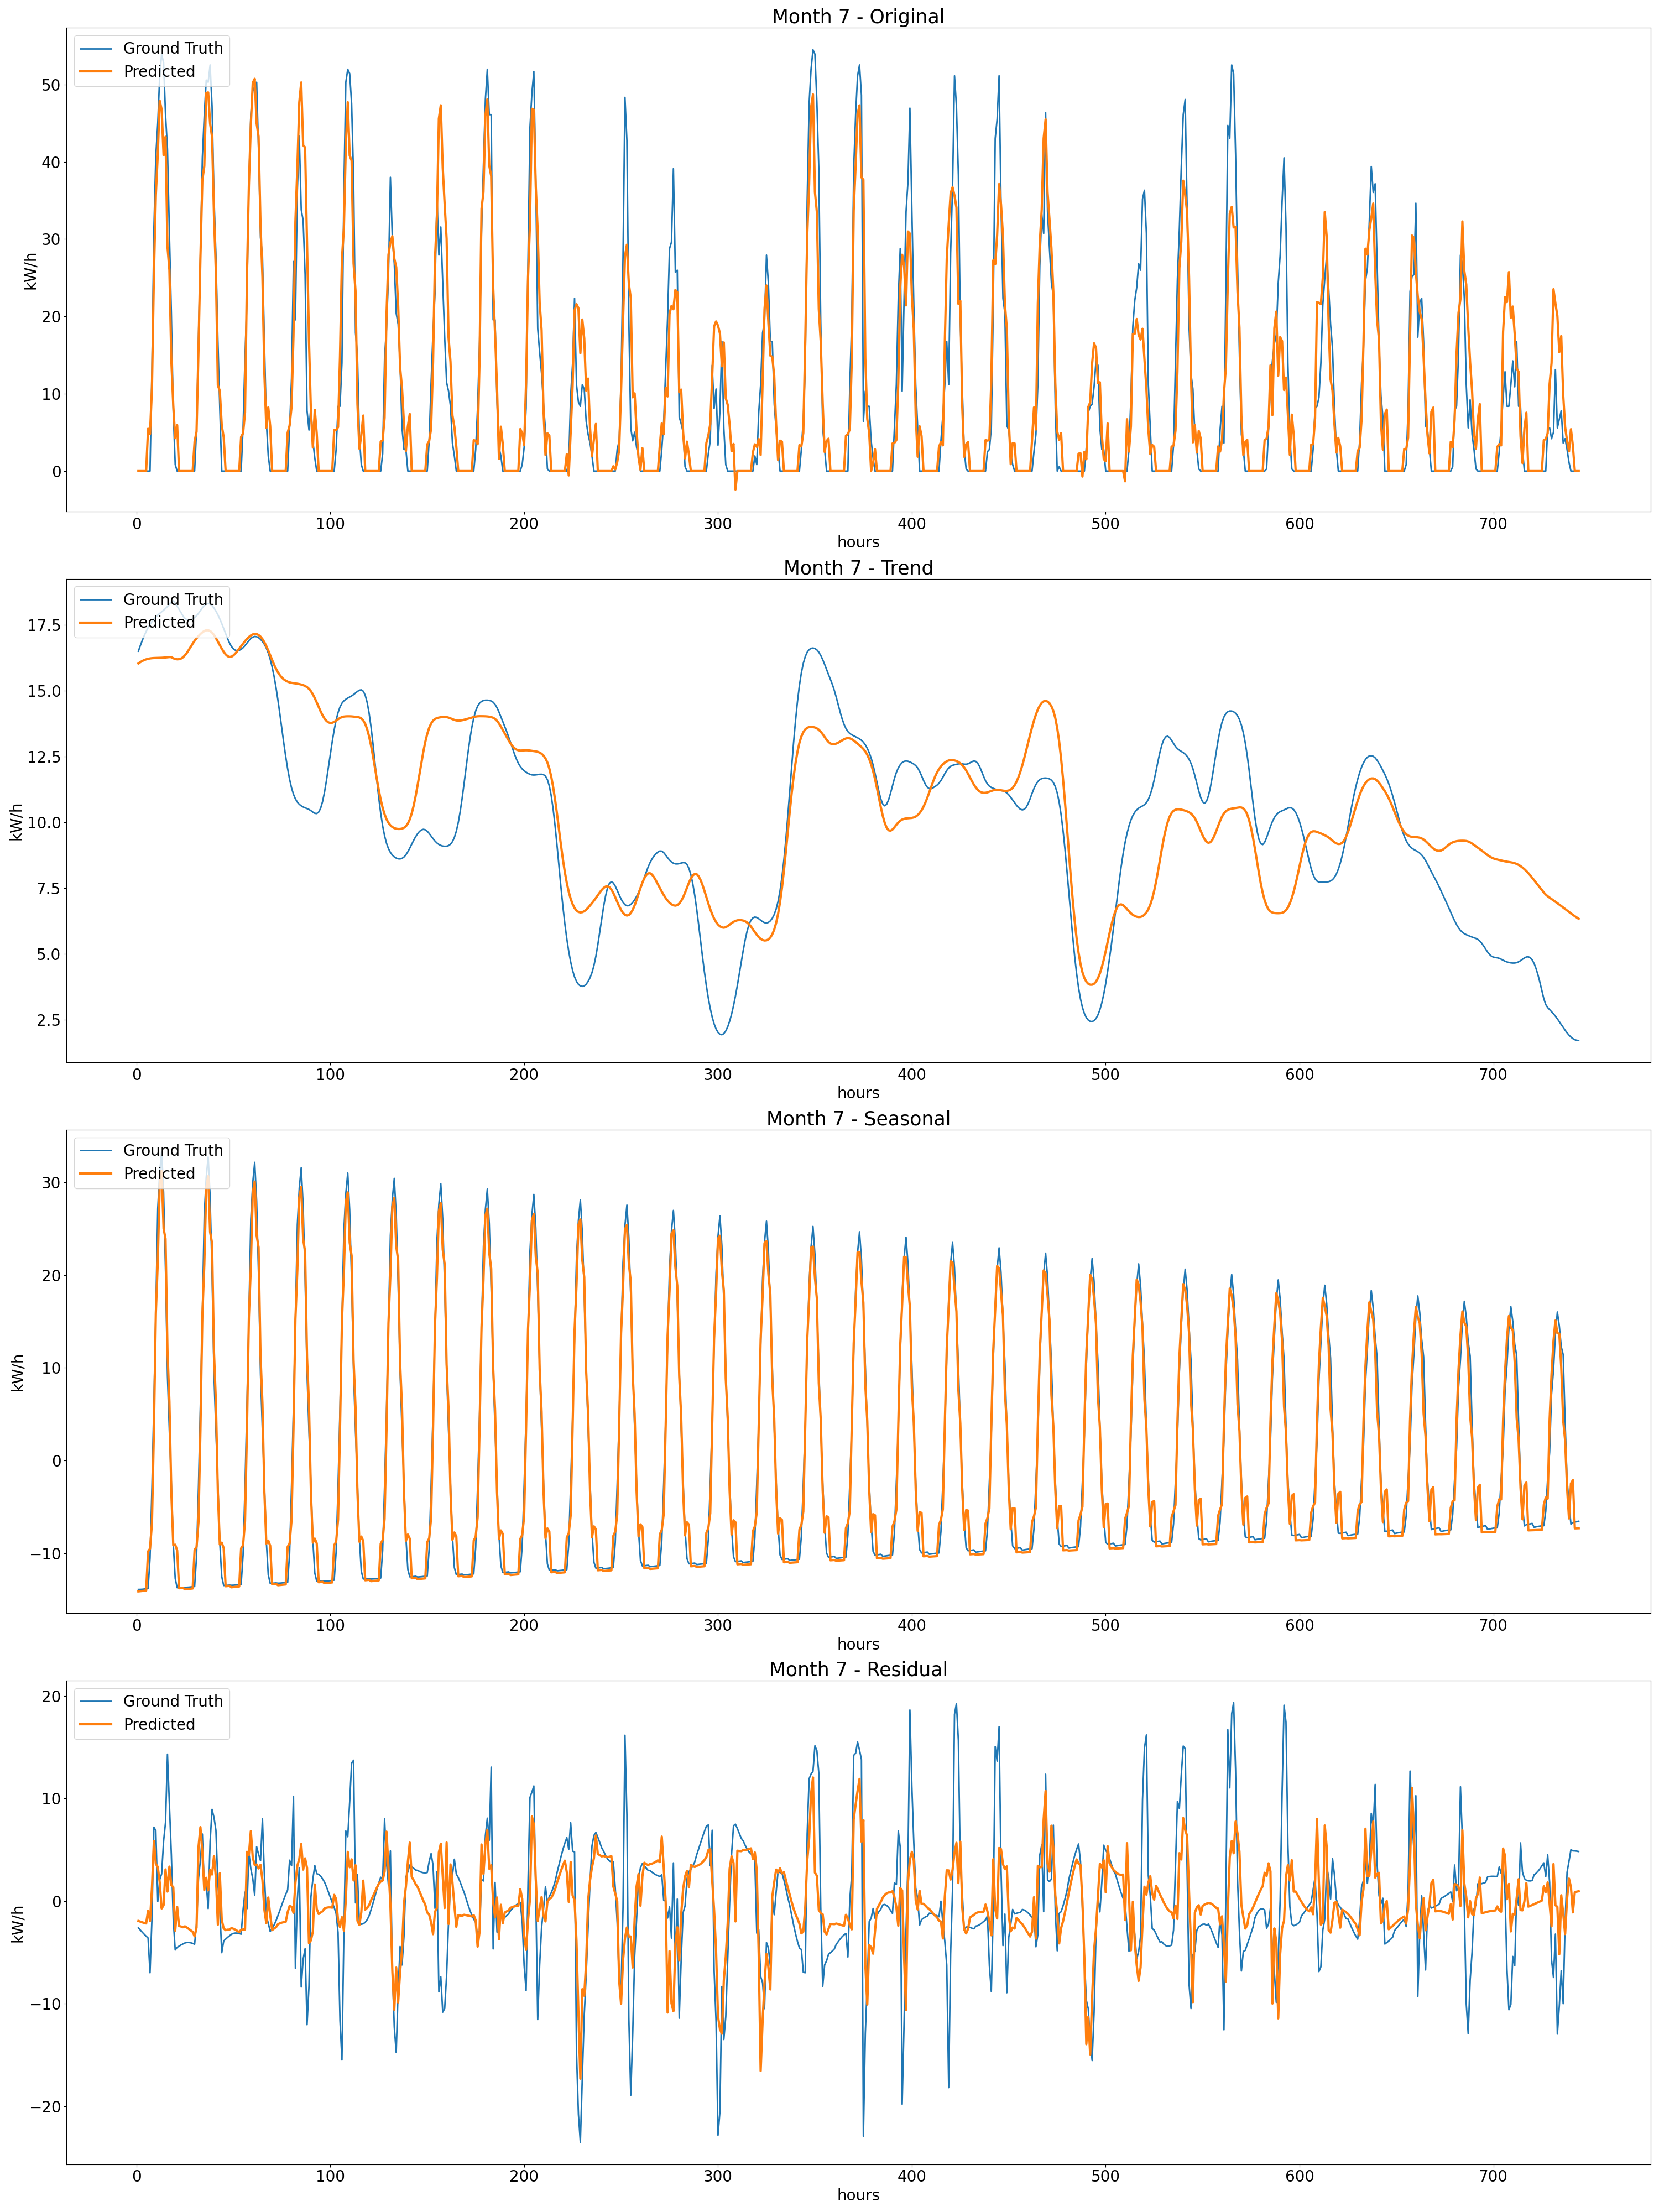 Month 7 - Original
Ground Truth
Predicted
50
40
30
20
10
0
kW/h
0 100 200 300 400 500 600 700
hours
Month 7 - Trend
Ground Truth
Predicted
17.5
15.0
12.5
10.0
7.5
5.0
2.5
kW/h
0 100 200 300 400 500 600 700
hours
Month 7 - Seasonal
Ground Truth
Predicted
30
20
10
0
−10
kW/h
0 100 200 300 400 500 600 700
hours
Month 7 - Residual
Ground Truth
Predicted
20
10
0
−10
−20
kW/h
0 100 200 300 400 500 600 700
hours